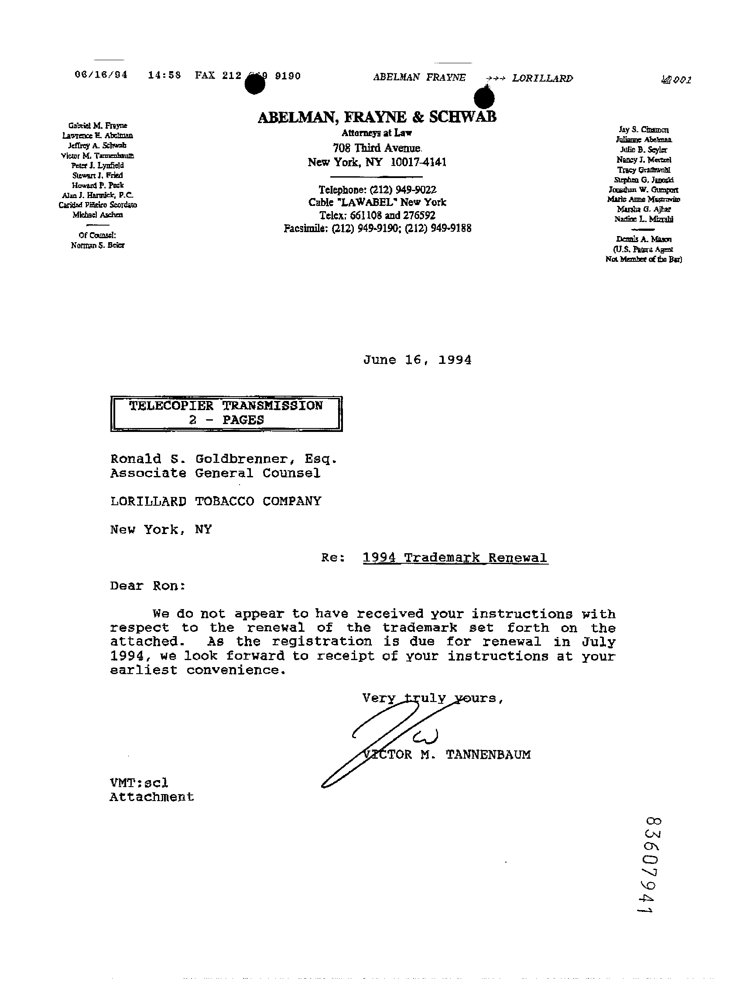 06/16/94 14:58 FAX 212 9190 ABELMAN FRAYNE →→→ LORILLARD 001
ABELMAN, FRAYNE & SCHWAB
Attorneys at Law
708 Third Avenue
New York, NY 10017-4141
Telephone: (212) 949-9022
Cable "LAWABEL" New York
Telex: 661108 and 276592
Facsimile: (212) 949-9190; (212) 949-9188
Gabriel M. Frayne
Lawrence E. Abelman
Jeffrey A. Schwab
Victor M. Tannenbaum
Peter J. Lynfield
Stewart J. Fried
Howard P. Peck
Alan J. Hartnick, P.C.
Caridad Piñeiro Scordato
Michael Aschen
Of Counsel:
Norman S. Beier
Jay S. Cinamon
Julianne Abelman
Julie B. Seyler
Nancy J. Mertzel
Tracy
Stephen G. Janoski
Jonathan W. Gumport
Marie Anne Mastrovito
Marsha G. Ajhar
Nadine L. Mizrahi
Dennis A. Mason
(U.S. Patent Agent
Not Member of the Bar)
June 16, 1994
TELECOPIER TRANSMISSION
2 - PAGES
Ronald S. Goldbrenner, Esq.
Associate General Counsel
LORILLARD TOBACCO COMPANY
New York, NY
Re: 1994 Trademark Renewal
Dear Ron:
We do not appear to have received your instructions with
respect to the renewal of the trademark set forth on the
attached. As the registration is due for renewal in July
1994, we look forward to receipt of your instructions at your
earliest convenience.
Very truly yours,
VICTOR M. TANNENBAUM
VMT:scl
Attachment
83607941